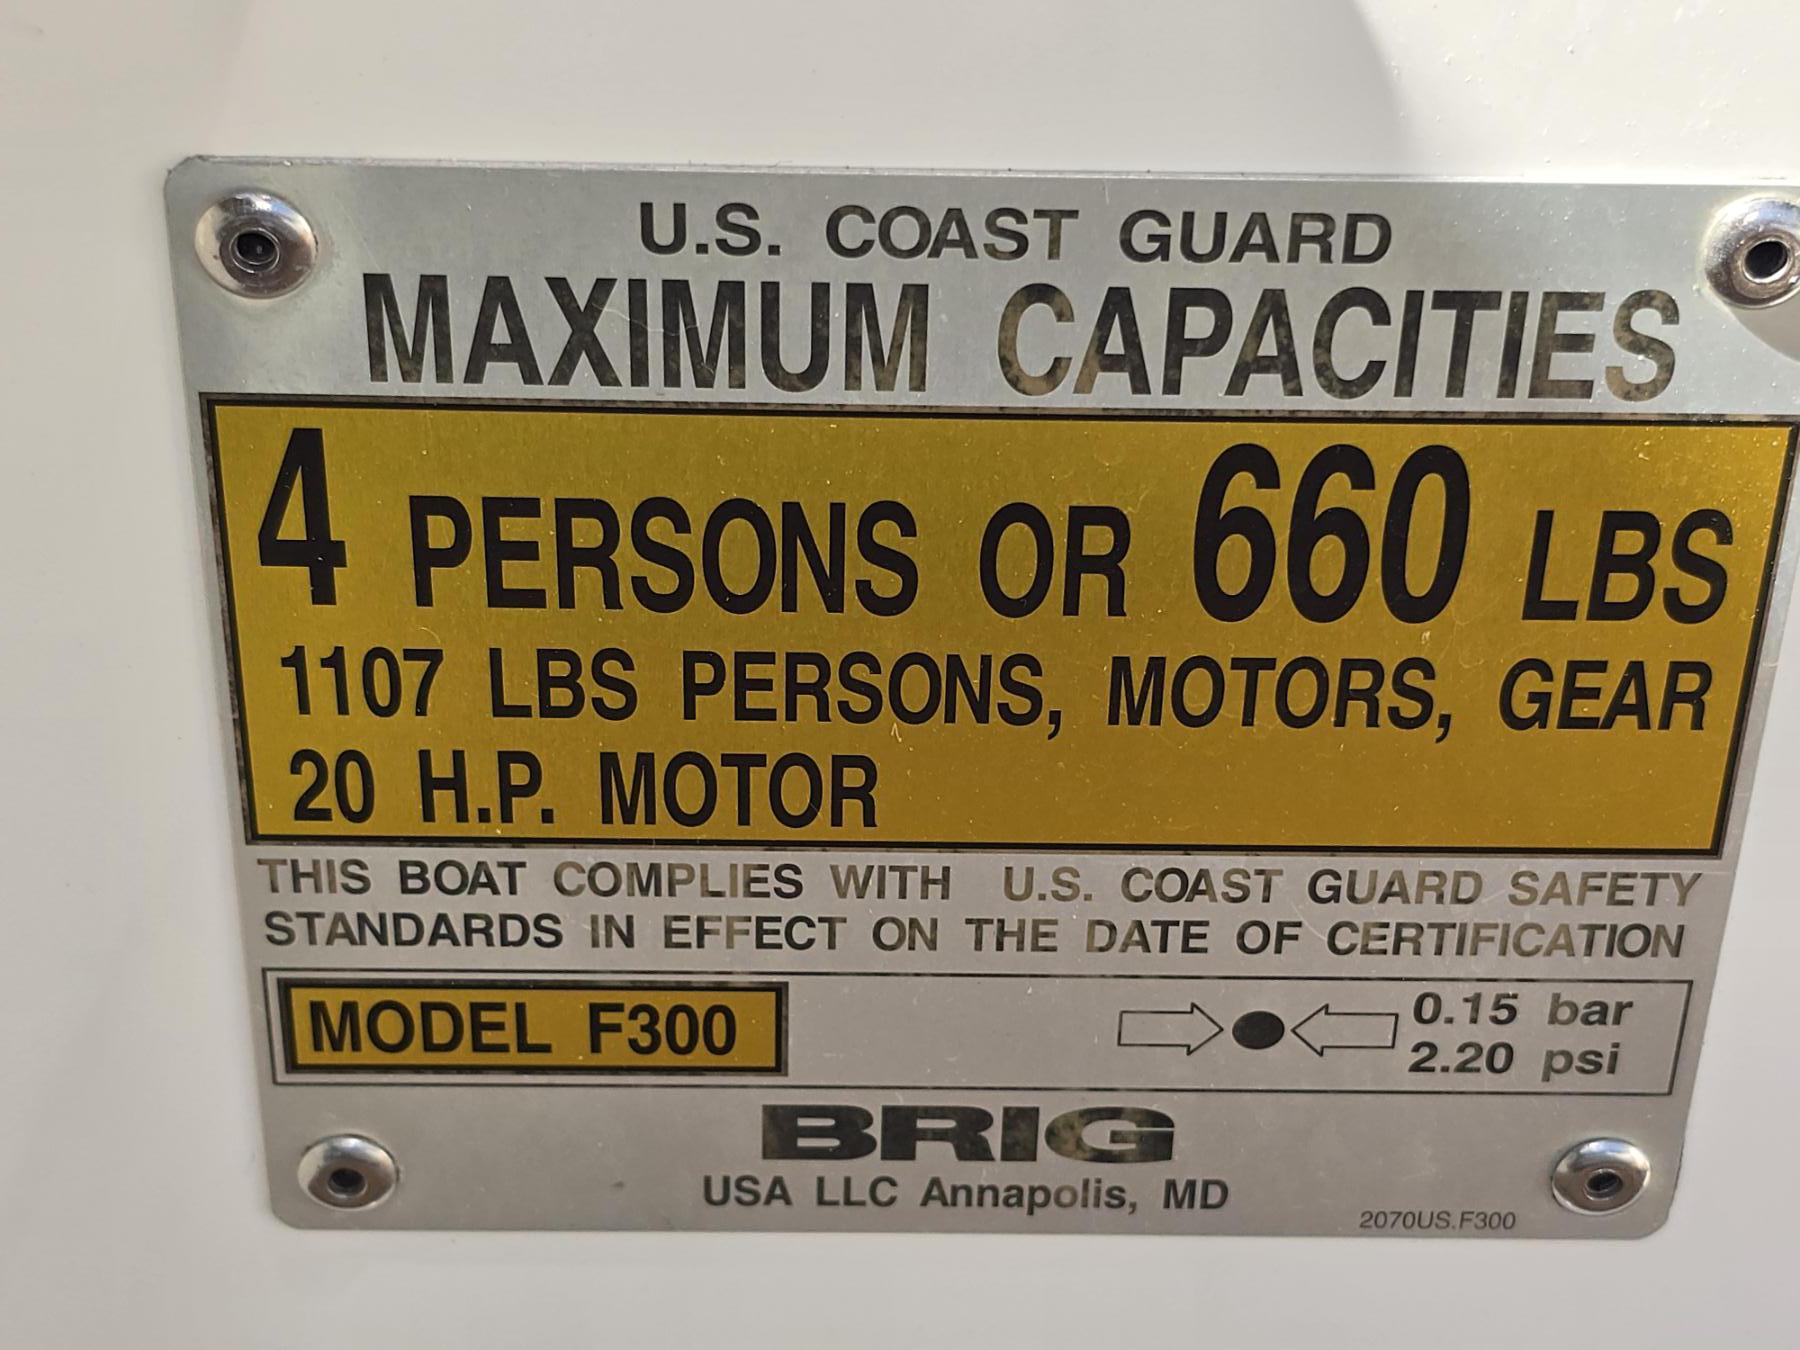 U.S. COAST GUARD
MAXIMUM CAPACITIES
4 PERSONS OR 660 LBS
1107 LBS PERSONS, MOTORS, GEAR
20 H.P. MOTOR
THIS BOAT COMPLIES WITH U.S. COAST GUARD SAFETY
STANDARDS IN EFFECT ON THE DATE OF CERTIFICATION
MODEL F300
0.15 bar
2.20 psi
BRIG
USA LLC Annapolis, MD
2070US.F300